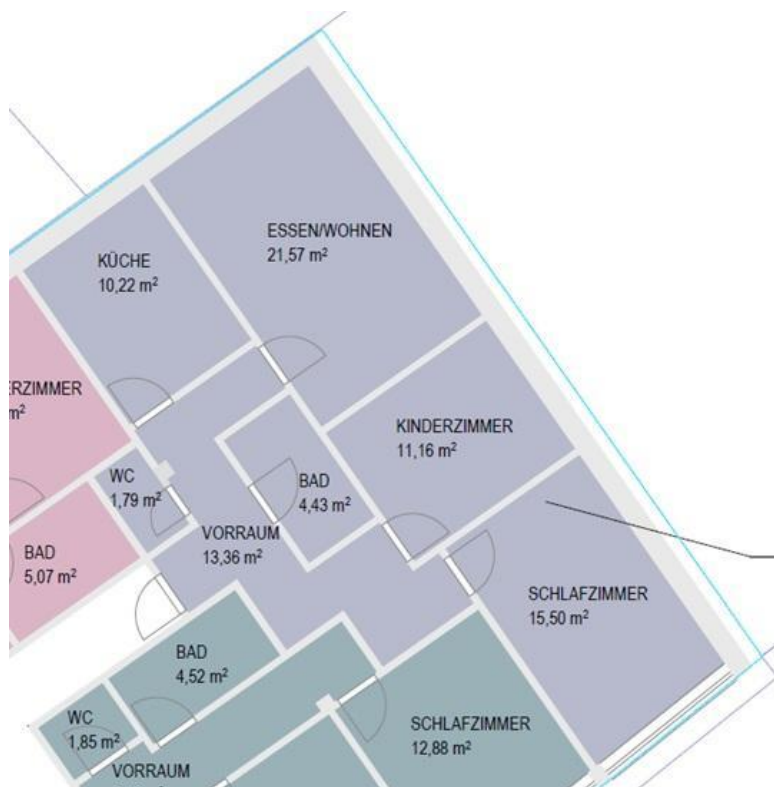 ESSEN/WOHNEN
21,57 m²
KÜCHE
10,22 m²
ERZIMMER
m²
KINDERZIMMER
11,16 m²
WC
1,79 m²
BAD
4,43 m²
VORRAUM
13,36 m²
BAD
5,07 m²
SCHLAFZIMMER
15,50 m²
BAD
4,52 m²
WC
1,85 m²
SCHLAFZIMMER
12,88 m²
VORRAUM